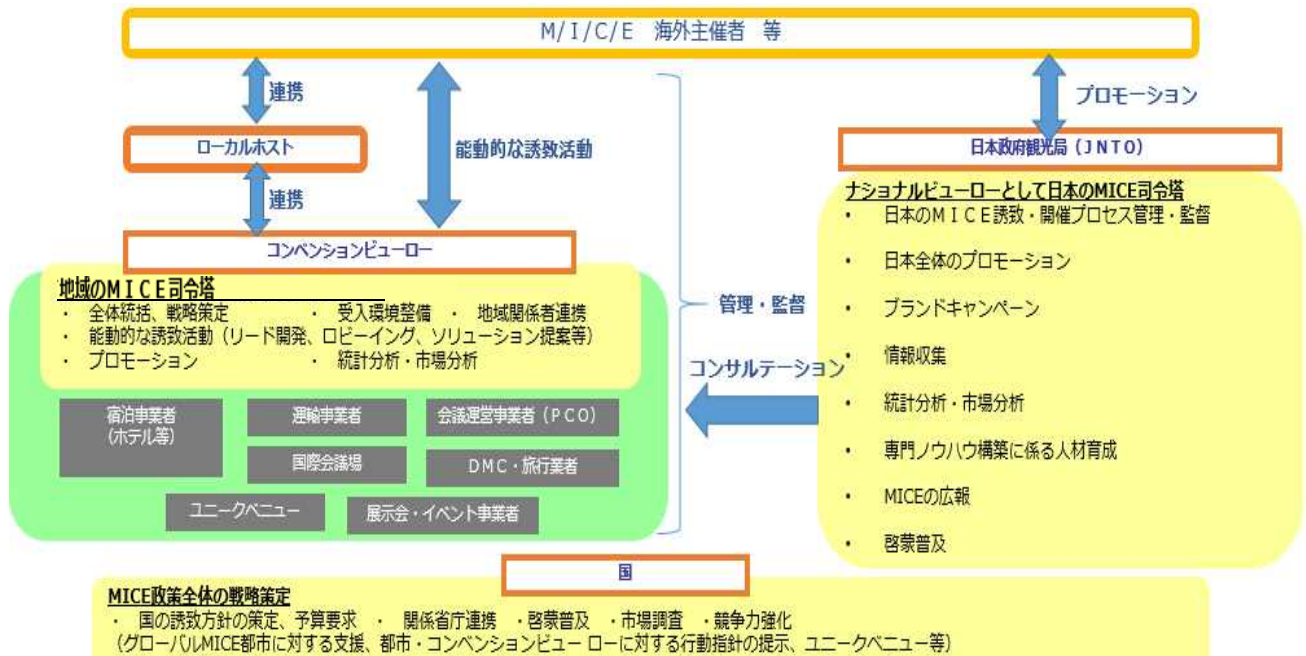 M/I/C/E 海外主催者 等
連携
プロモーション
ローカルホスト
能動的な誘致活動
日本政府観光局(JNTO)
連携
コンベンションビューロー
地域のMICE司令塔
・ 全体統括、戦略策定 ・ 受入環境整備 ・ 地域関係者連携
・ 能動的な誘致活動(リード開発、ロビーイング、ソリューション提案等)
・ プロモーション ・ 統計分析・市場分析
宿泊事業者
(ホテル等)
運輸事業者
会議運営事業者(PCO)
国際会議場
DMC・旅行業者
ユニークベニュー
展示会・イベント事業者
管理・監督
コンサルテーション
ナショナルビューローとして日本のMICE司令塔
・ 日本のMICE誘致・開催プロセス管理・監督
・ 日本全体のプロモーション
・ ブランドキャンペーン
・ 情報収集
・ 統計分析・市場分析
・ 専門ノウハウ構築に係る人材育成
・ MICEの広報
・ 啓蒙普及
国
MICE政策全体の戦略策定
・ 国の誘致方針の策定、予算要求 ・ 関係省庁連携 ・啓蒙普及 ・市場調査 ・競争力強化
(グローバルMICE都市に対する支援、都市・コンベンションビュー ローに対する行動指針の提示、ユニークベニュー等)